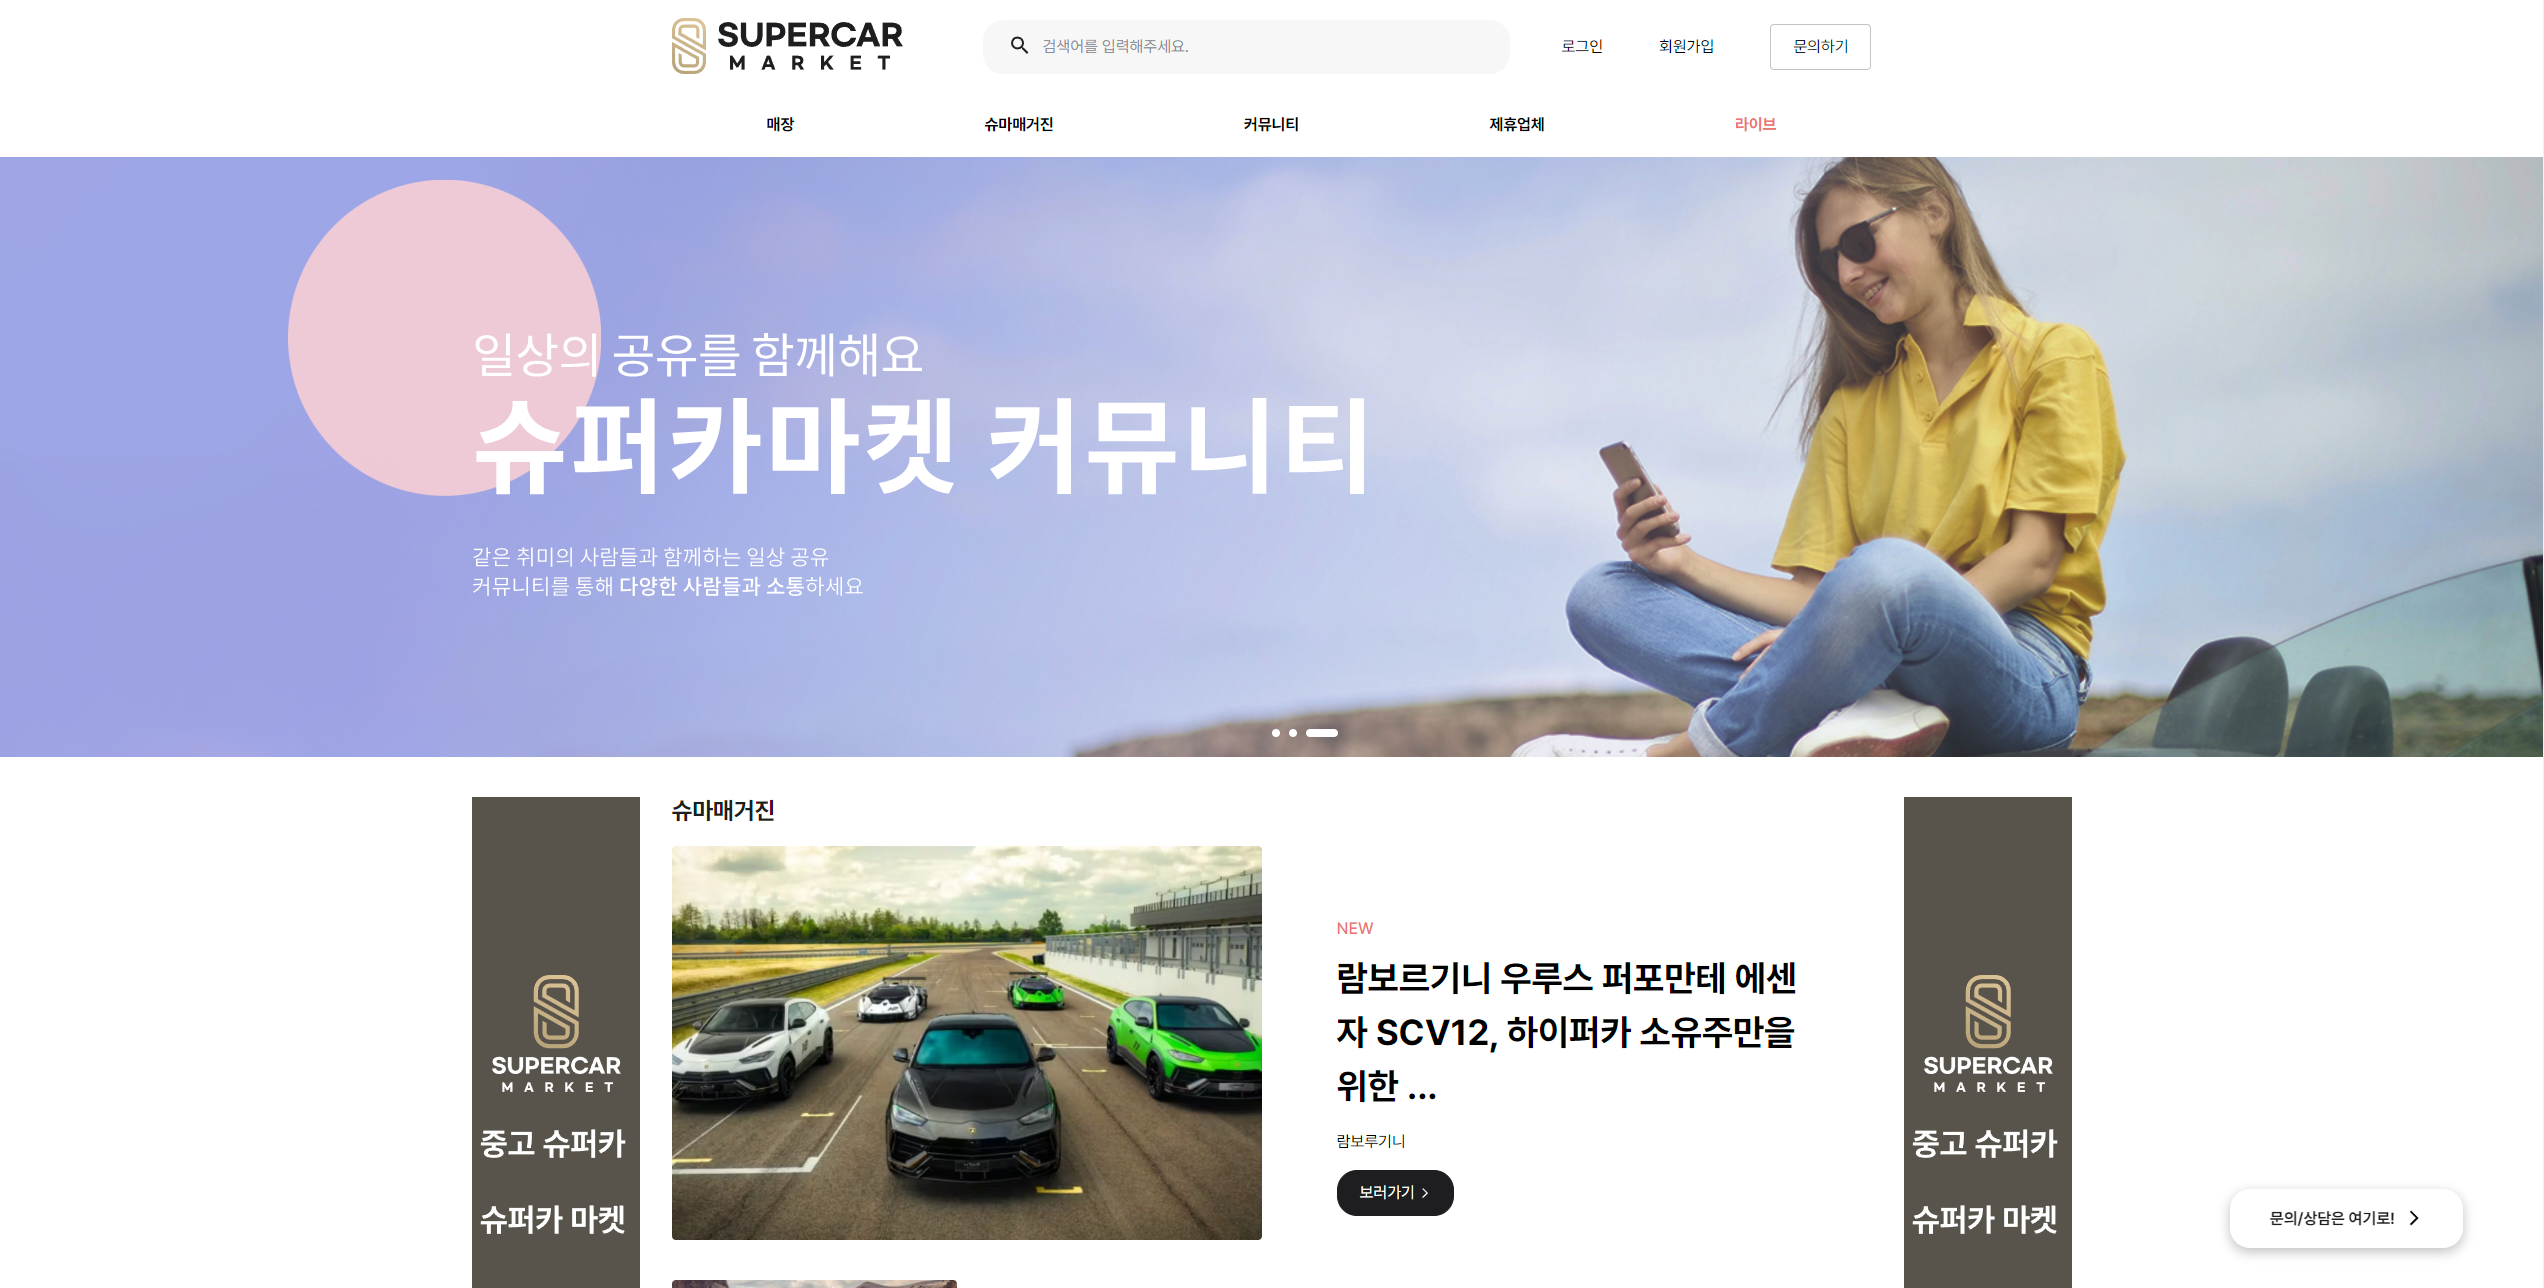 SUPERCAR
MARKET
검색어를 입력해주세요.
로그인
회원가입
문의하기
매장
슈마매거진
커뮤니티
제휴업체
라이브
일상의 공유를 함께해요
슈퍼카마켓 커뮤니티
같은 취미의 사람들과 함께하는 일상 공유
커뮤니티를 통해 다양한 사람들과 소통하세요
SUPERCAR
MARKET
중고 슈퍼카
슈퍼카 마켓
슈마매거진
NEW
람보르기니 우루스 퍼포만테 에센
자 SCV12, 하이퍼카 소유주만을
위한 ...
람보루기니
보러가기
SUPERCAR
MARKET
중고 슈퍼카
슈퍼카 마켓
문의/상담은 여기로!